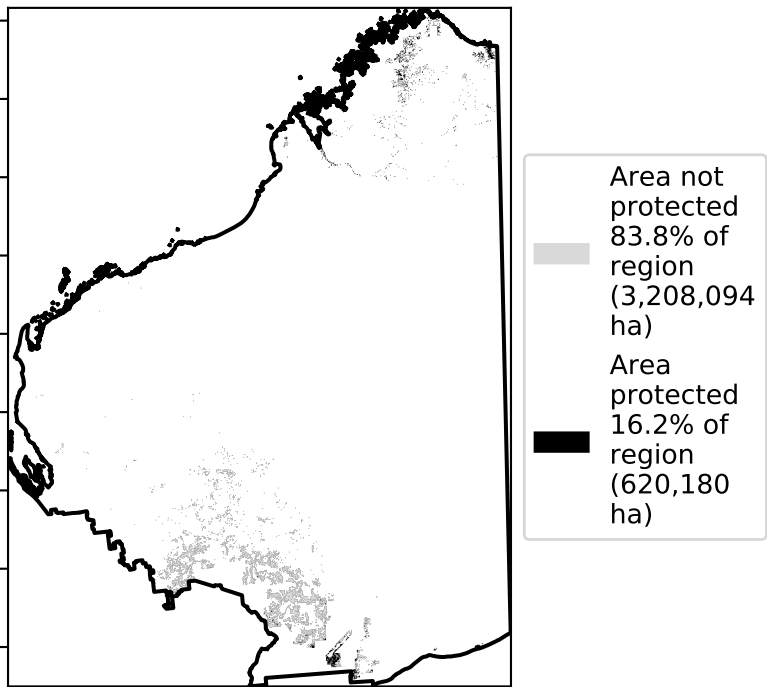 Area not
protected
83.8% of
region
(3,208,094
ha)
Area
protected
16.2% of
region
(620,180
ha)